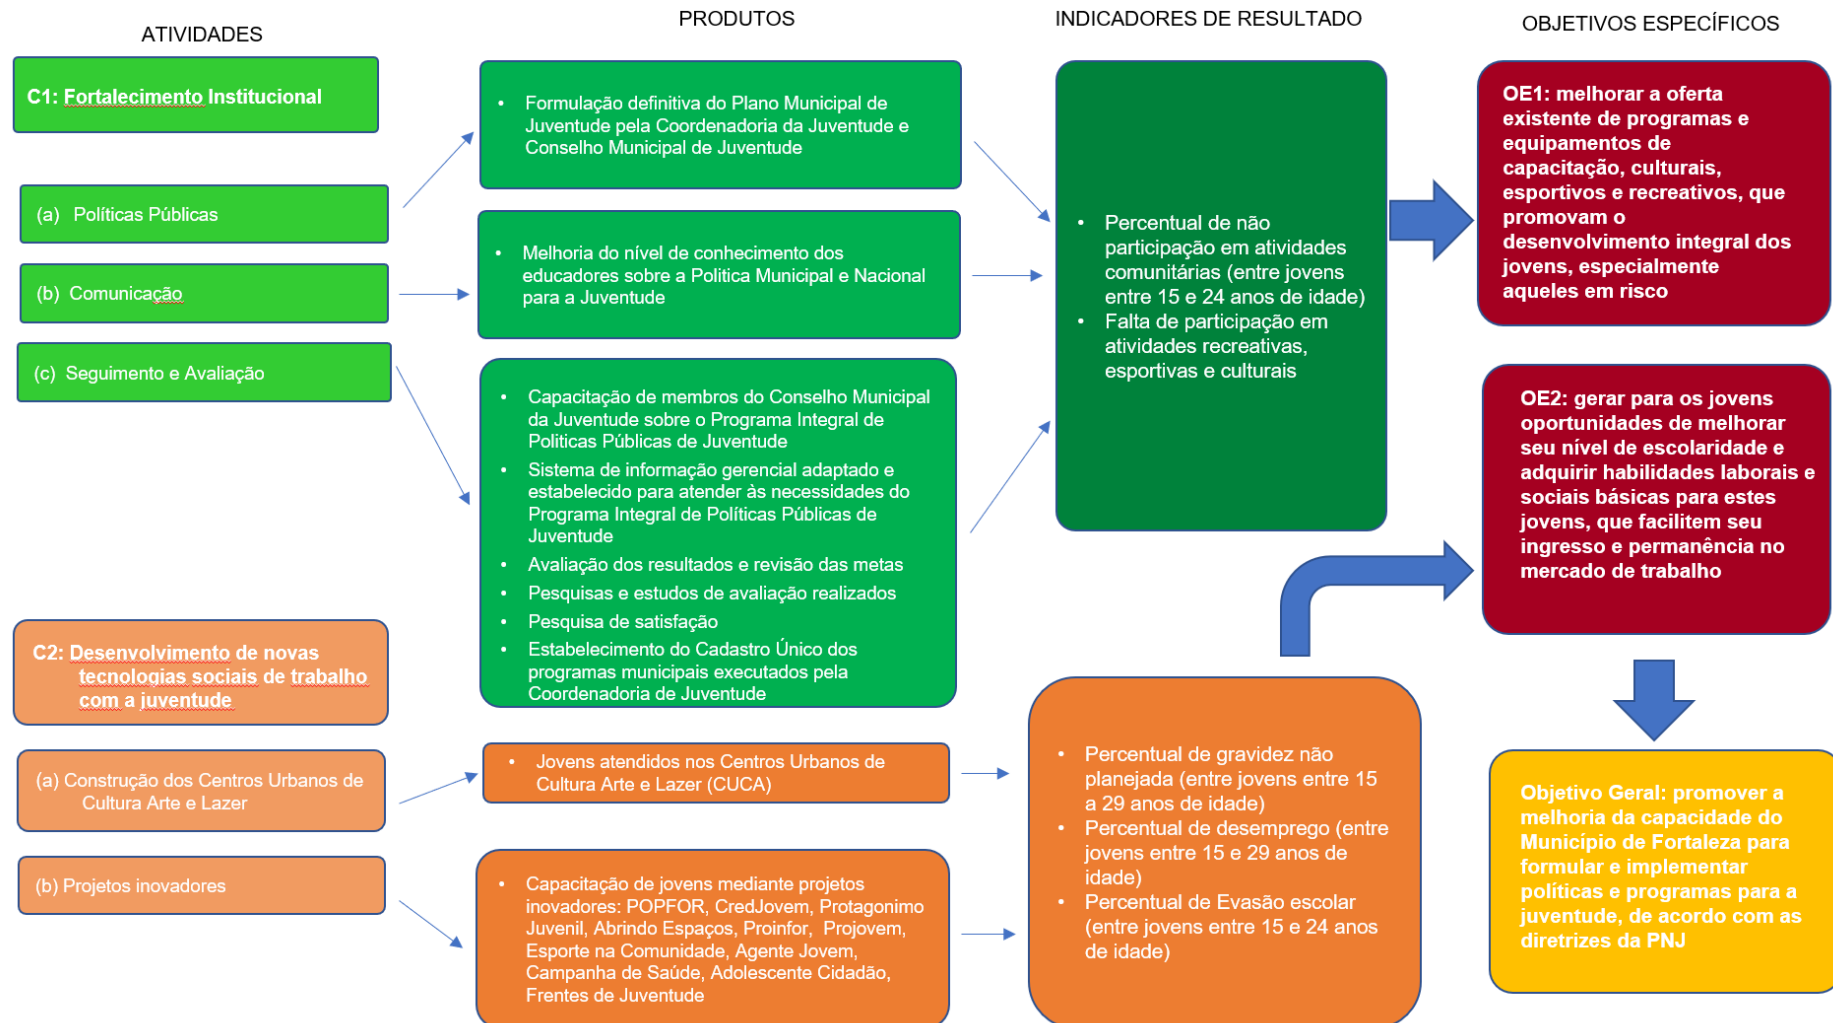 ATIVIDADES
C1: Fortalecimento Institucional
(a) Políticas Públicas
(b) Comunicação
(c) Seguimento e Avaliação
C2: Desenvolvimento de novas
tecnologias sociais de trabalho
com a juventude
(a) Construção dos Centros Urbanos de
Cultura Arte e Lazer
(b) Projetos inovadores
PRODUTOS
• Formulação definitiva do Plano Municipal de
Juventude pela Coordenadoria da Juventude e
Conselho Municipal de Juventude
• Melhoria do nível de conhecimento dos
educadores sobre a Politica Municipal e Nacional
para a Juventude
• Capacitação de membros do Conselho Municipal
da Juventude sobre o Programa Integral de
Politicas Públicas de Juventude
• Sistema de informação gerencial adaptado e
estabelecido para atender às necessidades do
Programa Integral de Políticas Públicas de
Juventude
• Avaliação dos resultados e revisão das metas
• Pesquisas e estudos de avaliação realizados
• Pesquisa de satisfação
• Estabelecimento do Cadastro Único dos
programas municipais executados pela
Coordenadoria de Juventude
• Jovens atendidos nos Centros Urbanos de
Cultura Arte e Lazer (CUCA)
• Capacitação de jovens mediante projetos
inovadores: POPFOR, CredJovem, Protagonimo
Juvenil, Abrindo Espaços, Proinfor, Projovem,
Esporte na Comunidade, Agente Jovem,
Campanha de Saúde, Adolescente Cidadão,
Frentes de Juventude
INDICADORES DE RESULTADO
• Percentual de não
participação em atividades
comunitárias (entre jovens
entre 15 e 24 anos de idade)
• Falta de participação em
atividades recreativas,
esportivas e culturais
• Percentual de gravidez não
planejada (entre jovens entre 15
a 29 anos de idade)
• Percentual de desemprego (entre
jovens entre 15 e 29 anos de
idade)
• Percentual de Evasão escolar
(entre jovens entre 15 e 24 anos
de idade)
OBJETIVOS ESPECÍFICOS
OE1: melhorar a oferta
existente de programas e
equipamentos de
capacitação, culturais,
esportivos e recreativos, que
promovam o
desenvolvimento integral dos
jovens, especialmente
aqueles em risco
OE2: gerar para os jovens
oportunidades de melhorar
seu nível de escolaridade e
adquirir habilidades laborais e
sociais básicas para estes
jovens, que facilitem seu
ingresso e permanência no
mercado de trabalho
Objetivo Geral: promover a
melhoria da capacidade do
Município de Fortaleza para
formular e implementar
políticas e programas para a
juventude, de acordo com as
diretrizes da PNJ